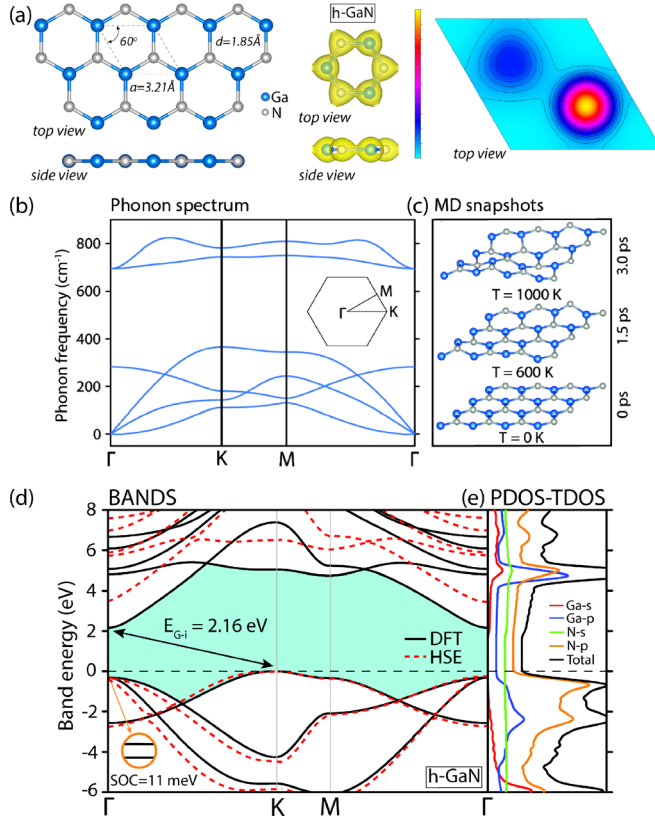 (a)
60°
d=1.85Å
a=3.21Å
Ga
N
top view
side view
h-GaN
top view
side view
top view
(b) Phonon spectrum
Phonon frequency (cm⁻¹)
800
600
400
200
0
Γ
K
M
Γ
M
Γ
K
(c) MD snapshots
T = 1000 K
3.0 ps
T = 600 K
1.5 ps
T = 0 K
0 ps
(d) BANDS
Band energy (eV)
8
6
4
2
0
-2
-4
-6
E_{G-i} = 2.16 eV
DFT
HSE
SOC=11 meV
h-GaN
Γ
K
M
Γ
(e) PDOS-TDOS
Ga-s
Ga-p
N-s
N-p
Total